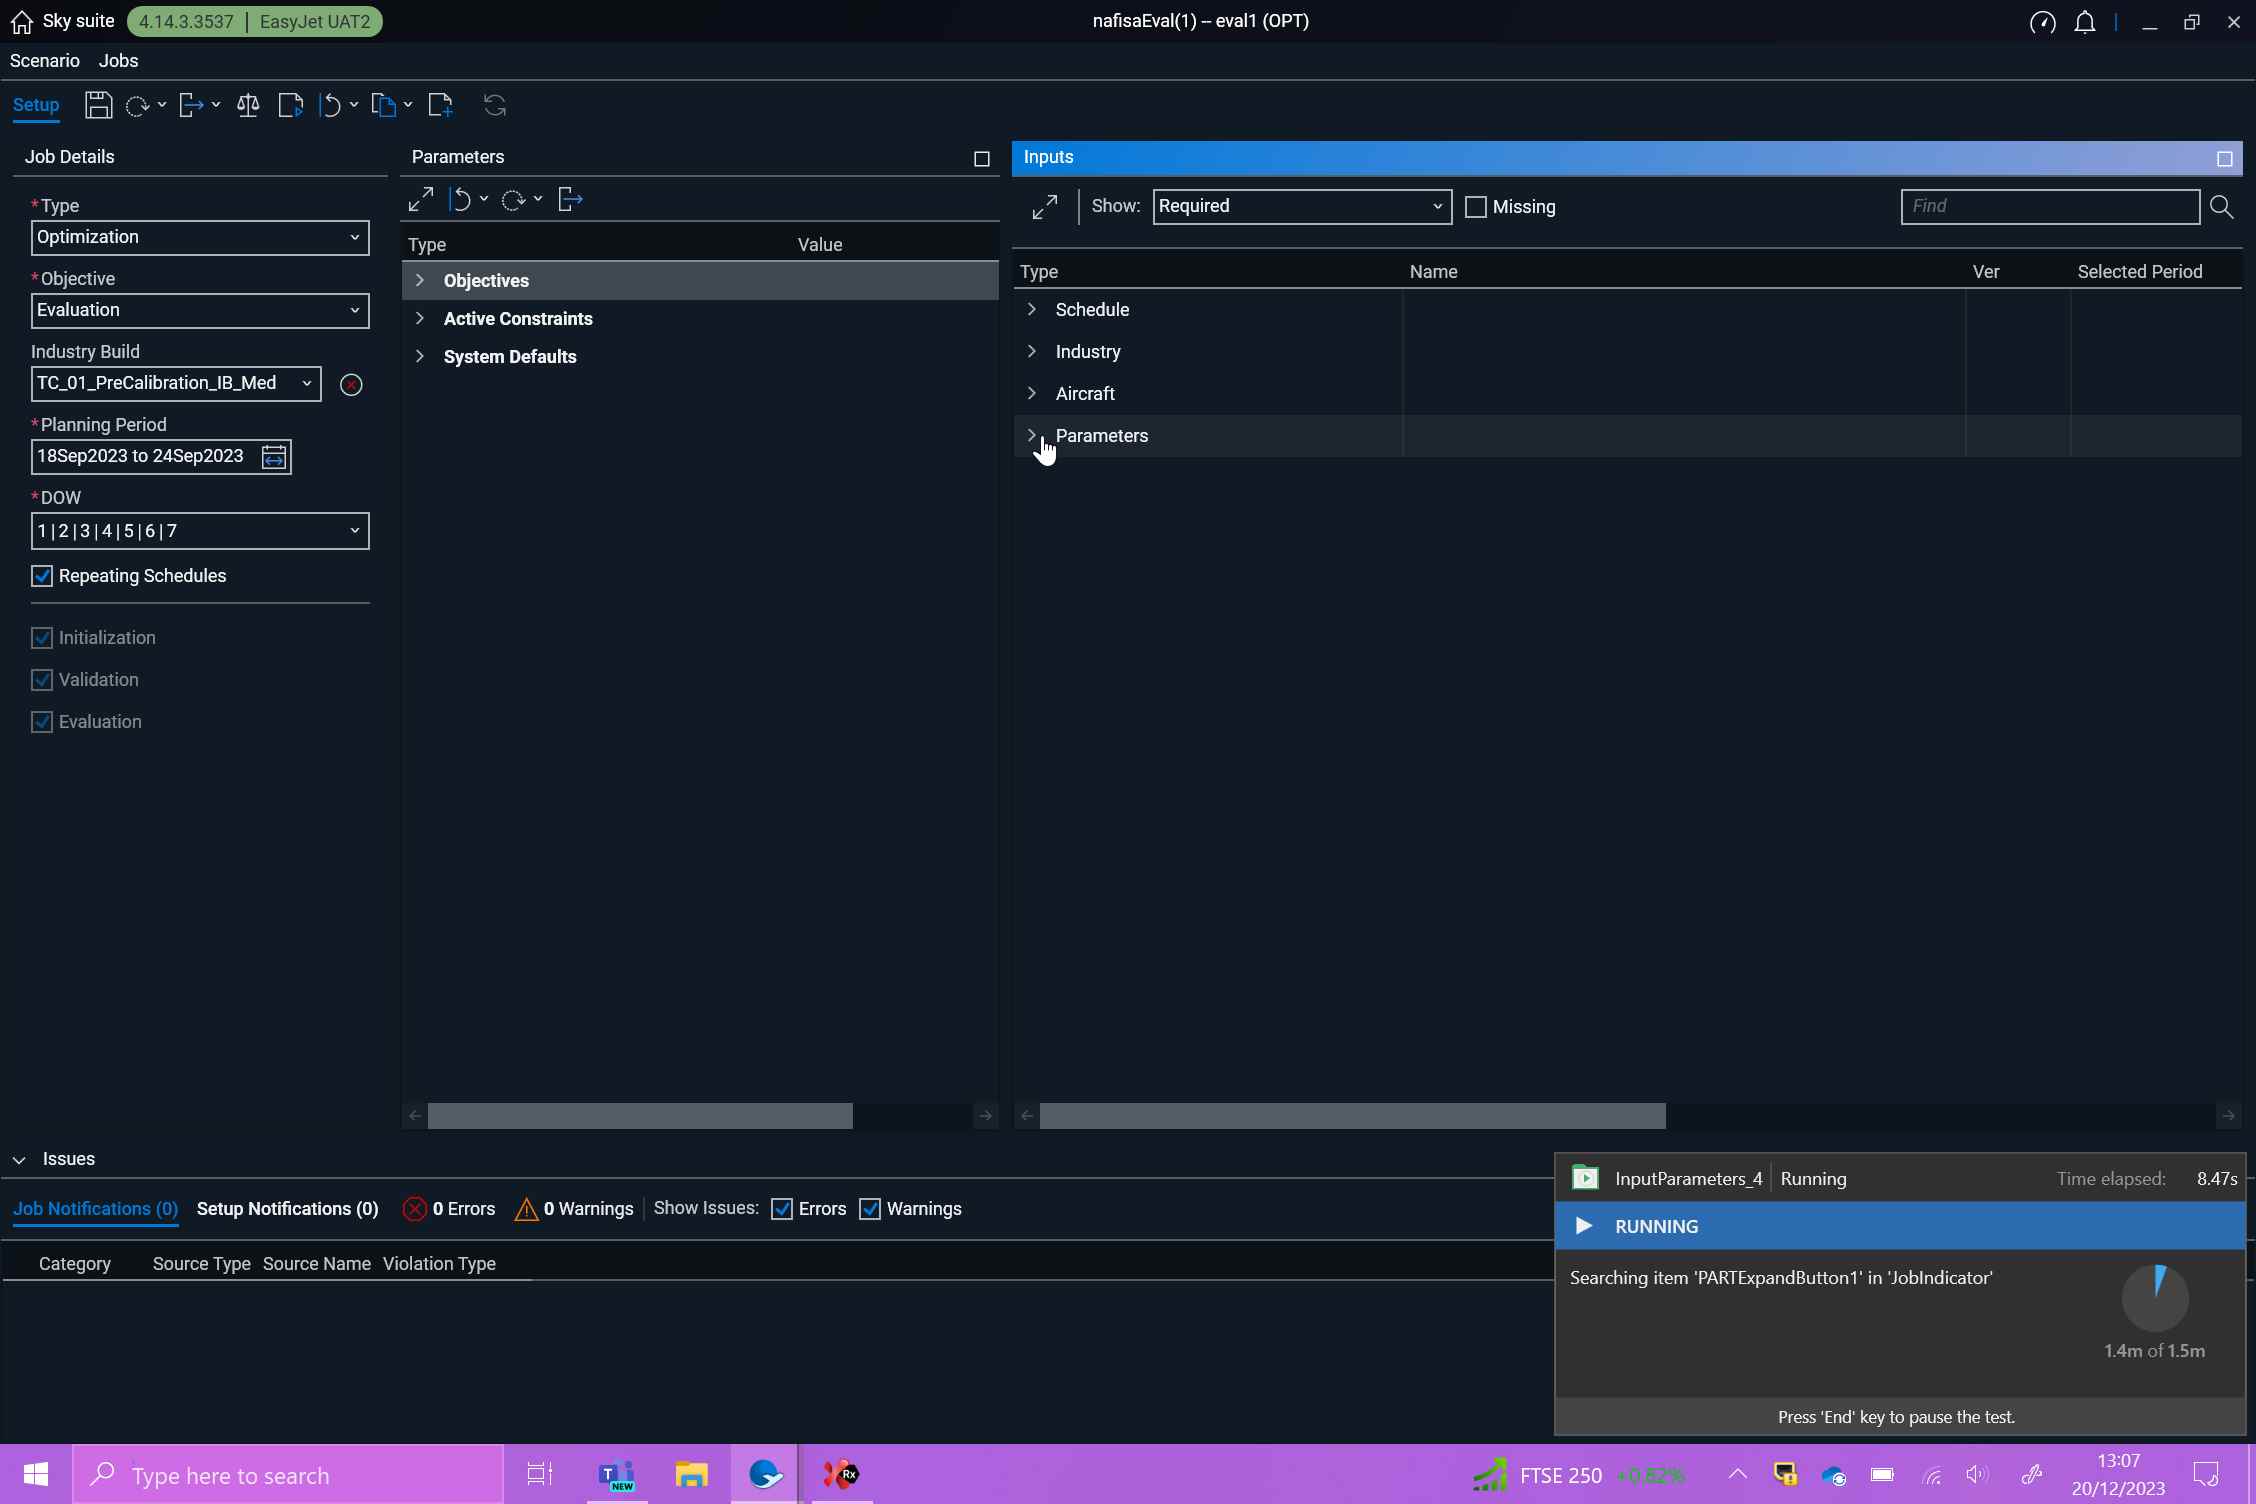 Sky suite 4.14.3.3537 | EasyJet UAT2 nafisaEval(1) -- eval1 (OPT)
Scenario Jobs
Setup
Job Details
*Type
Optimization
*Objective
Evaluation
Industry Build
TC_01_PreCalibration_IB_Med
*Planning Period
18Sep2023 to 24Sep2023
*DOW
1 | 2 | 3 | 4 | 5 | 6 | 7
Repeating Schedules
Initialization
Validation
Evaluation
Parameters
Type Value
Objectives
Active Constraints
System Defaults
Inputs
Show: Required Missing Find
Type Name Ver Selected Period
Schedule
Industry
Aircraft
Parameters
Issues
Job Notifications (0) Setup Notifications (0) 0 Errors 0 Warnings Show Issues: Errors Warnings
Category Source Type Source Name Violation Type
InputParameters_4 Running Time elapsed: 8.47s
RUNNING
Searching item 'PARTExpandButton1' in 'JobIndicator'
1.4m of 1.5m
Press 'End' key to pause the test.
Type here to search
T NEW
Rx
FTSE 250 +0.82%
13:07
20/12/2023